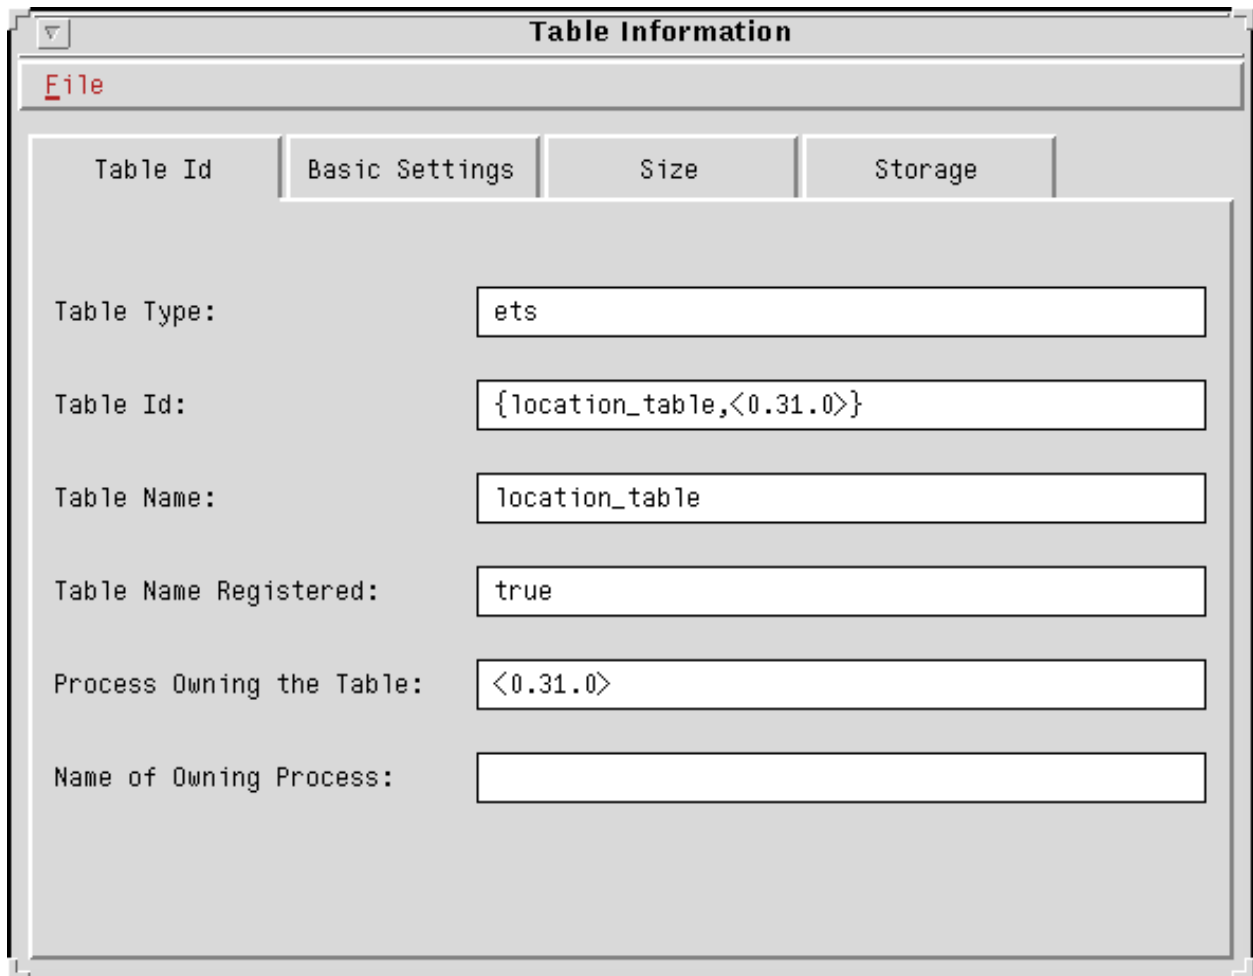 Table Information
File
Table Id Basic Settings Size Storage
Table Type: ets
Table Id: {location_table,<0.31.0>}
Table Name: location_table
Table Name Registered: true
Process Owning the Table: <0.31.0>
Name of Owning Process: